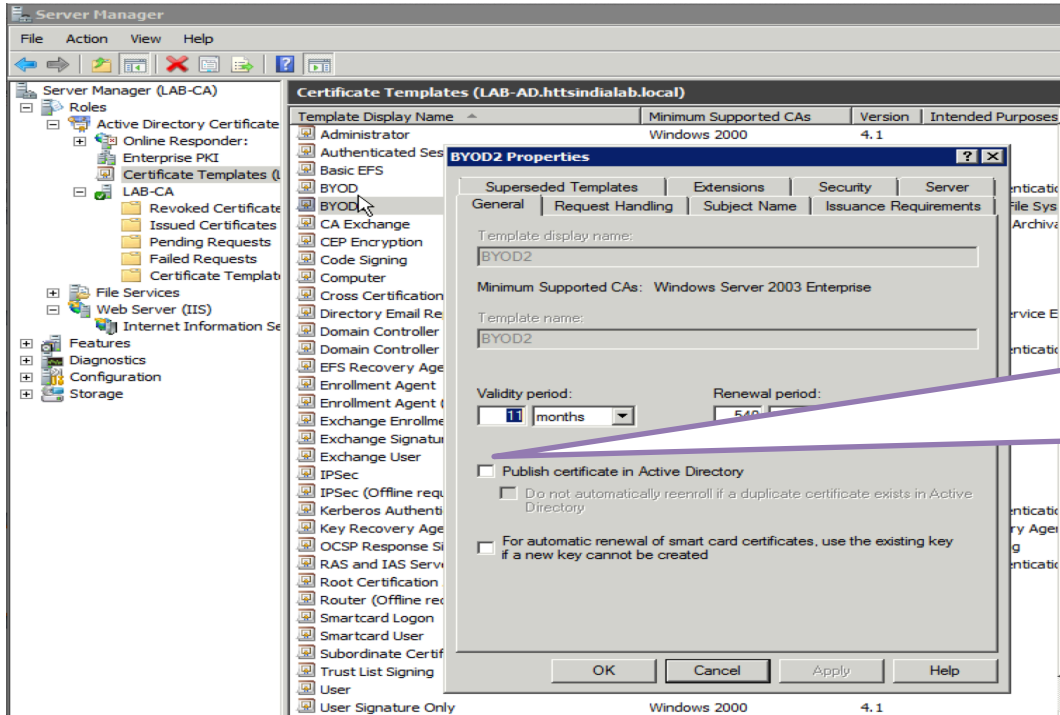 Server Manager
File Action View Help
Server Manager (LAB-CA)
Roles
Active Directory Certificate
Online Responder:
Enterprise PKI
Certificate Templates (L
LAB-CA
Revoked Certificate
Issued Certificates
Pending Requests
Failed Requests
Certificate Templat
File Services
Web Server (IIS)
Internet Information Se
Features
Diagnostics
Configuration
Storage
Certificate Templates (LAB-AD.httsindialab.local)
Template Display Name Minimum Supported CAs Version Intended Purposes
Administrator Windows 2000 4.1
Authenticated Ses
Basic EFS
BYOD
BYOD
CA Exchange
CEP Encryption
Code Signing
Computer
Cross Certification
Directory Email Re
Domain Controller
Domain Controller
EFS Recovery Age
Enrollment Agent
Enrollment Agent (
Exchange Enrollme
Exchange Signatur
Exchange User
IPSec
IPSec (Offline requ
Kerberos Authenti
Key Recovery Age
OCSP Response Si
RAS and IAS Serve
Root Certification
Router (Offline rec
Smartcard Logon
Smartcard User
Subordinate Certif
Trust List Signing
User
User Signature Only Windows 2000 4.1
enticatic
File Sys
Archiva
ervice E
enticatic
enticatic
ry Agen
g
enticatic
BYOD2 Properties
Superseded Templates Extensions Security Server
General Request Handling Subject Name Issuance Requirements
Template display name:
BYOD2
Minimum Supported CAs: Windows Server 2003 Enterprise
Template name:
BYOD2
Validity period: Renewal period:
11 months
Publish certificate in Active Directory
Do not automatically reenroll if a duplicate certificate exists in Active
Directory
For automatic renewal of smart card certificates, use the existing key
if a new key cannot be created
OK Cancel Apply Help